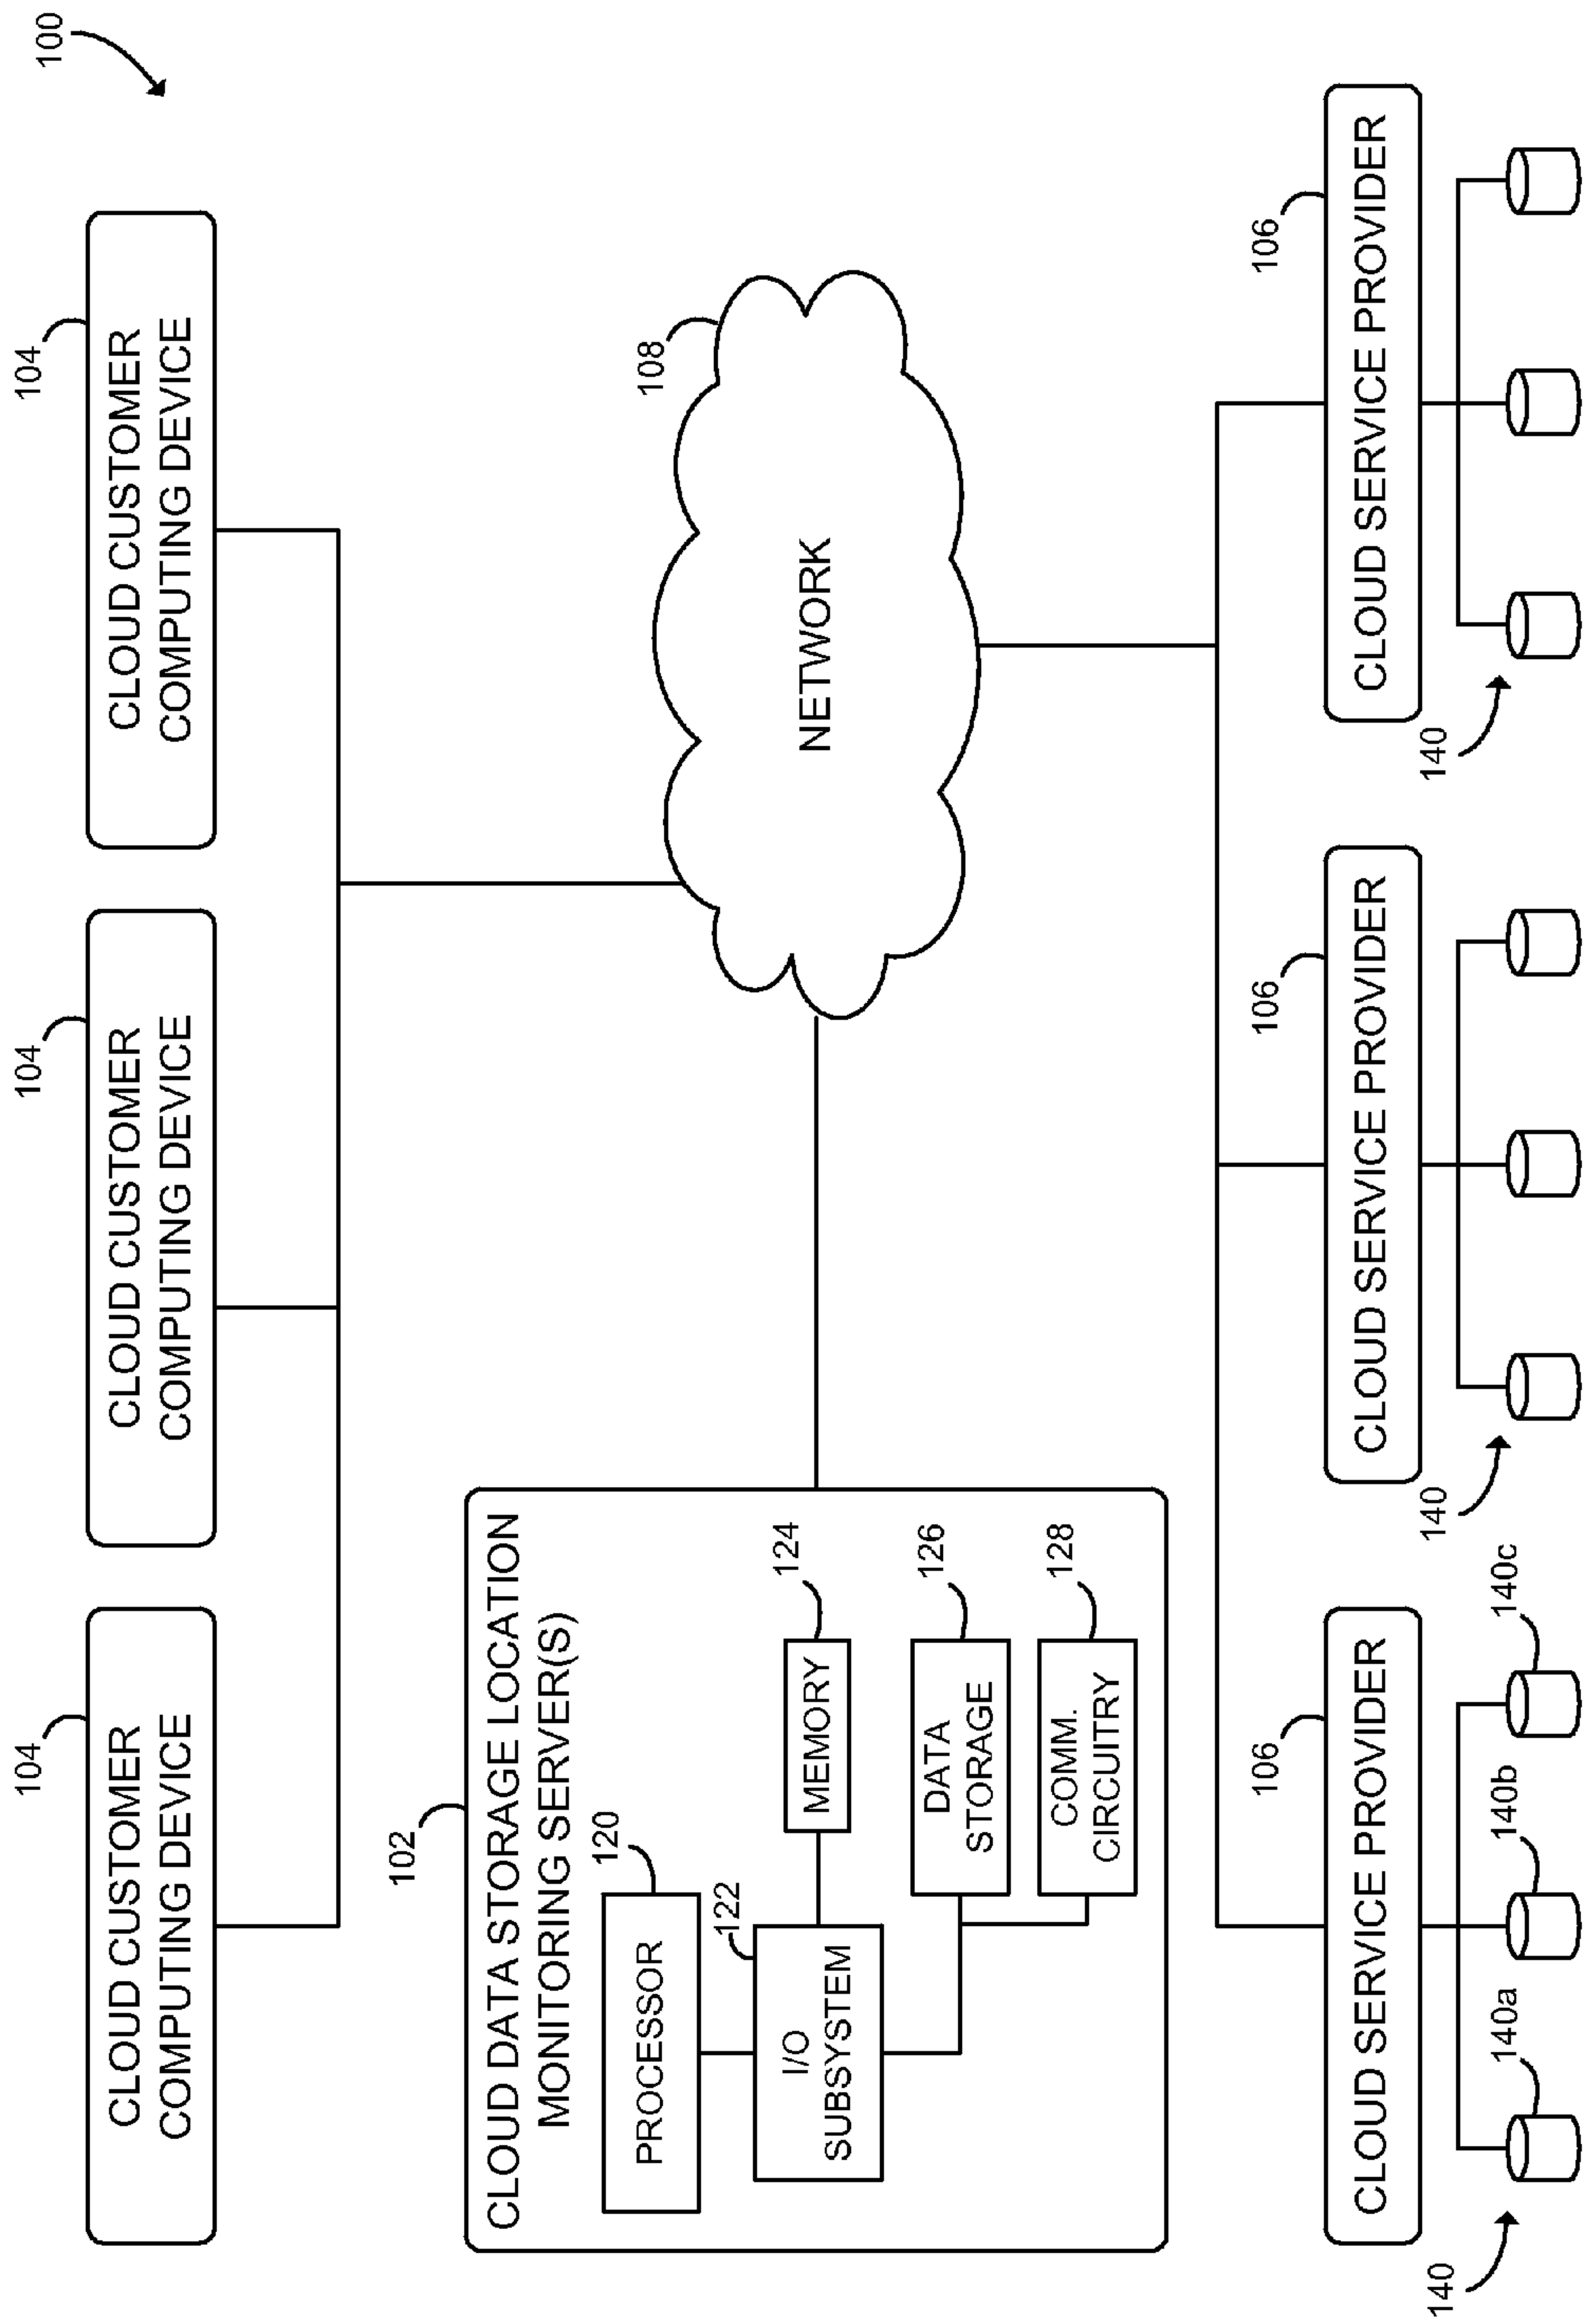 100
104
104
104
CLOUD CUSTOMER
COMPUTING DEVICE
CLOUD CUSTOMER
COMPUTING DEVICE
CLOUD CUSTOMER
COMPUTING DEVICE
102
CLOUD DATA STORAGE LOCATION
MONITORING SERVER(S)
120
PROCESSOR
122
I/O
SUBSYSTEM
124
MEMORY
126
DATA
STORAGE
128
COMM.
CIRCUITRY
108
NETWORK
106
106
106
CLOUD SERVICE PROVIDER
CLOUD SERVICE PROVIDER
CLOUD SERVICE PROVIDER
140
140a
140b
140c
140
140